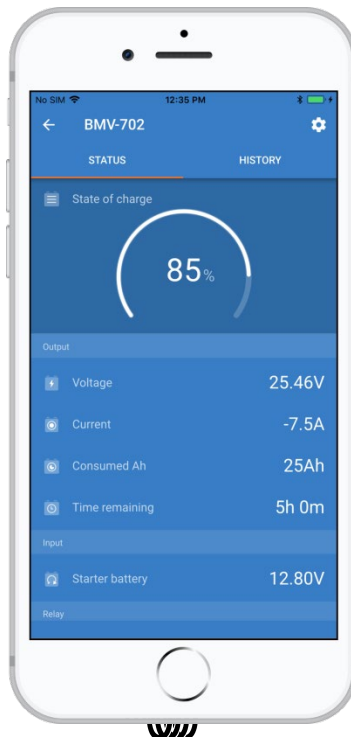 No SIM 12:35 PM
BMV-702
STATUS HISTORY
State of charge
85%
Output
Voltage 25.46V
Current -7.5A
Consumed Ah 25Ah
Time remaining 5h 0m
Input
Starter battery 12.80V
Relay